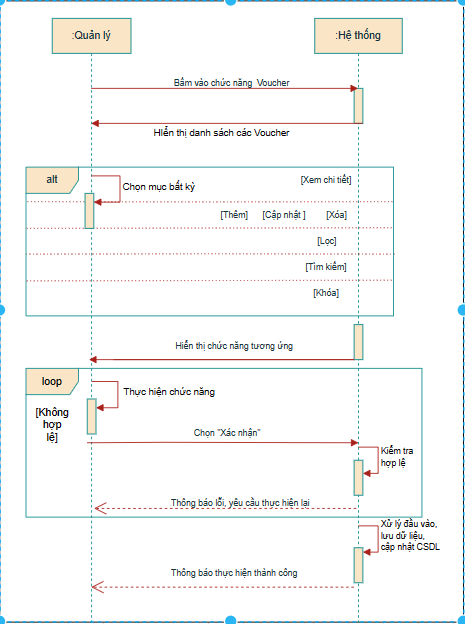 :Quản lý
:Hệ thống
Bấm vào chức năng Voucher
Hiển thị danh sách các Voucher
alt
Chọn mục bất kỳ
[Xem chi tiết]
[Thêm] [Cập nhật ] [Xóa]
[Lọc]
[Tìm kiếm]
[Khóa]
Hiển thị chức năng tương ứng
loop
Thực hiện chức năng
[Không
hợp
lệ]
Chọn "Xác nhận"
Kiểm tra
hợp lệ
Thông báo lỗi, yêu cầu thực hiện lại
Xử lý đầu vào,
lưu dữ liệu,
cập nhật CSDL
Thông báo thực hiện thành công